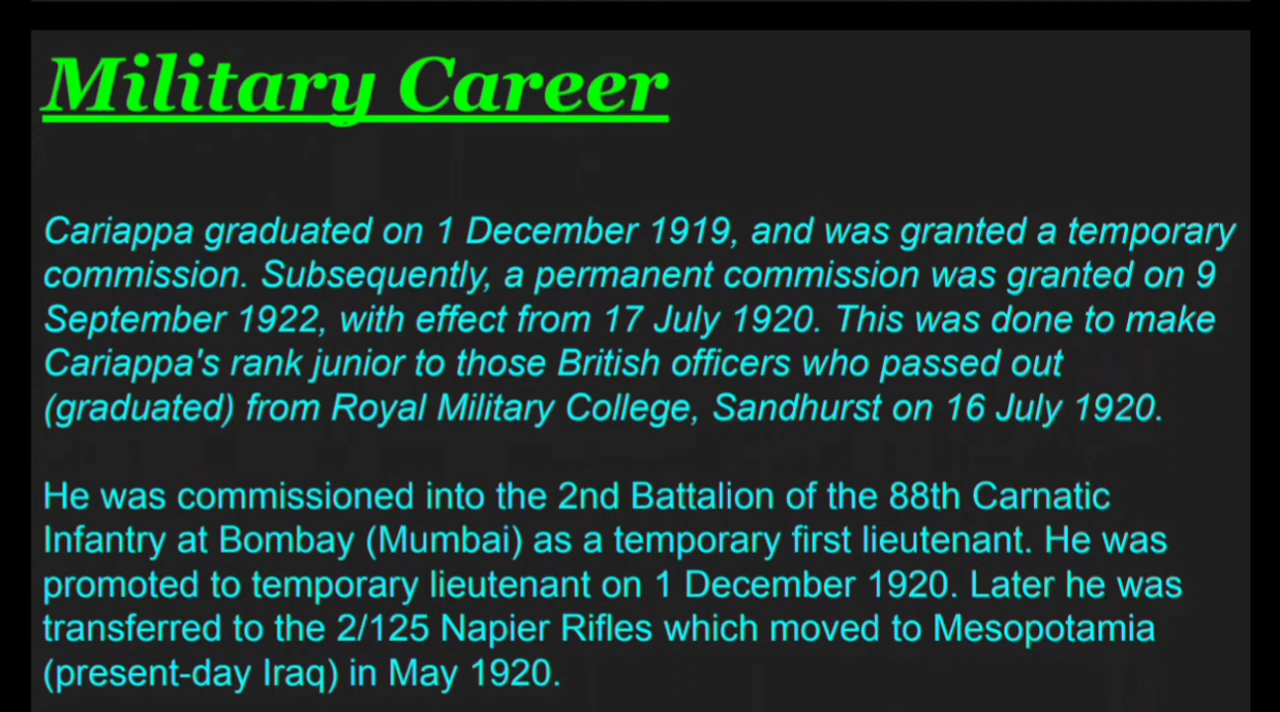 Military Career
Cariappa graduated on 1 December 1919, and was granted a temporary
commission. Subsequently, a permanent commission was granted on 9
September 1922, with effect from 17 July 1920. This was done to make
Cariappa's rank junior to those British officers who passed out
(graduated) from Royal Military College, Sandhurst on 16 July 1920.
He was commissioned into the 2nd Battalion of the 88th Carnatic
Infantry at Bombay (Mumbai) as a temporary first lieutenant. He was
promoted to temporary lieutenant on 1 December 1920. Later he was
transferred to the 2/125 Napier Rifles which moved to Mesopotamia
(present-day Iraq) in May 1920.